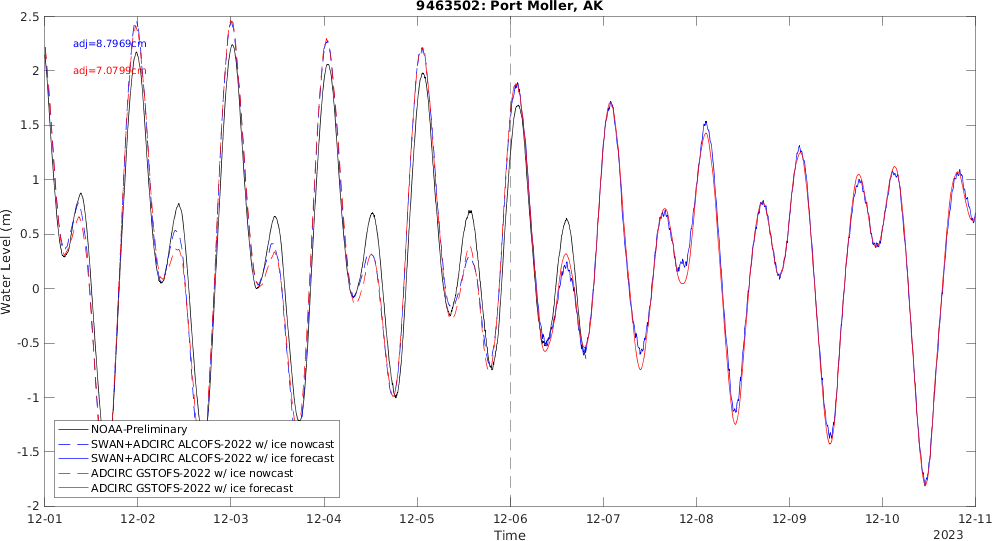 9463502: Port Moller, AK
2.5
adj=8.7969cm
2
adj=7.0799cm
1.5
1
0.5
0
-0.5
-1
-1.5
-2
Water Level (m)
NOAA-Preliminary
SWAN+ADCIRC ALCOFS-2022 w/ ice nowcast
SWAN+ADCIRC ALCOFS-2022 w/ ice forecast
ADCIRC GSTOFS-2022 w/ ice nowcast
ADCIRC GSTOFS-2022 w/ ice forecast
12-01 12-02 12-03 12-04 12-05 12-06 12-07 12-08 12-09 12-10 12-11
Time
2023